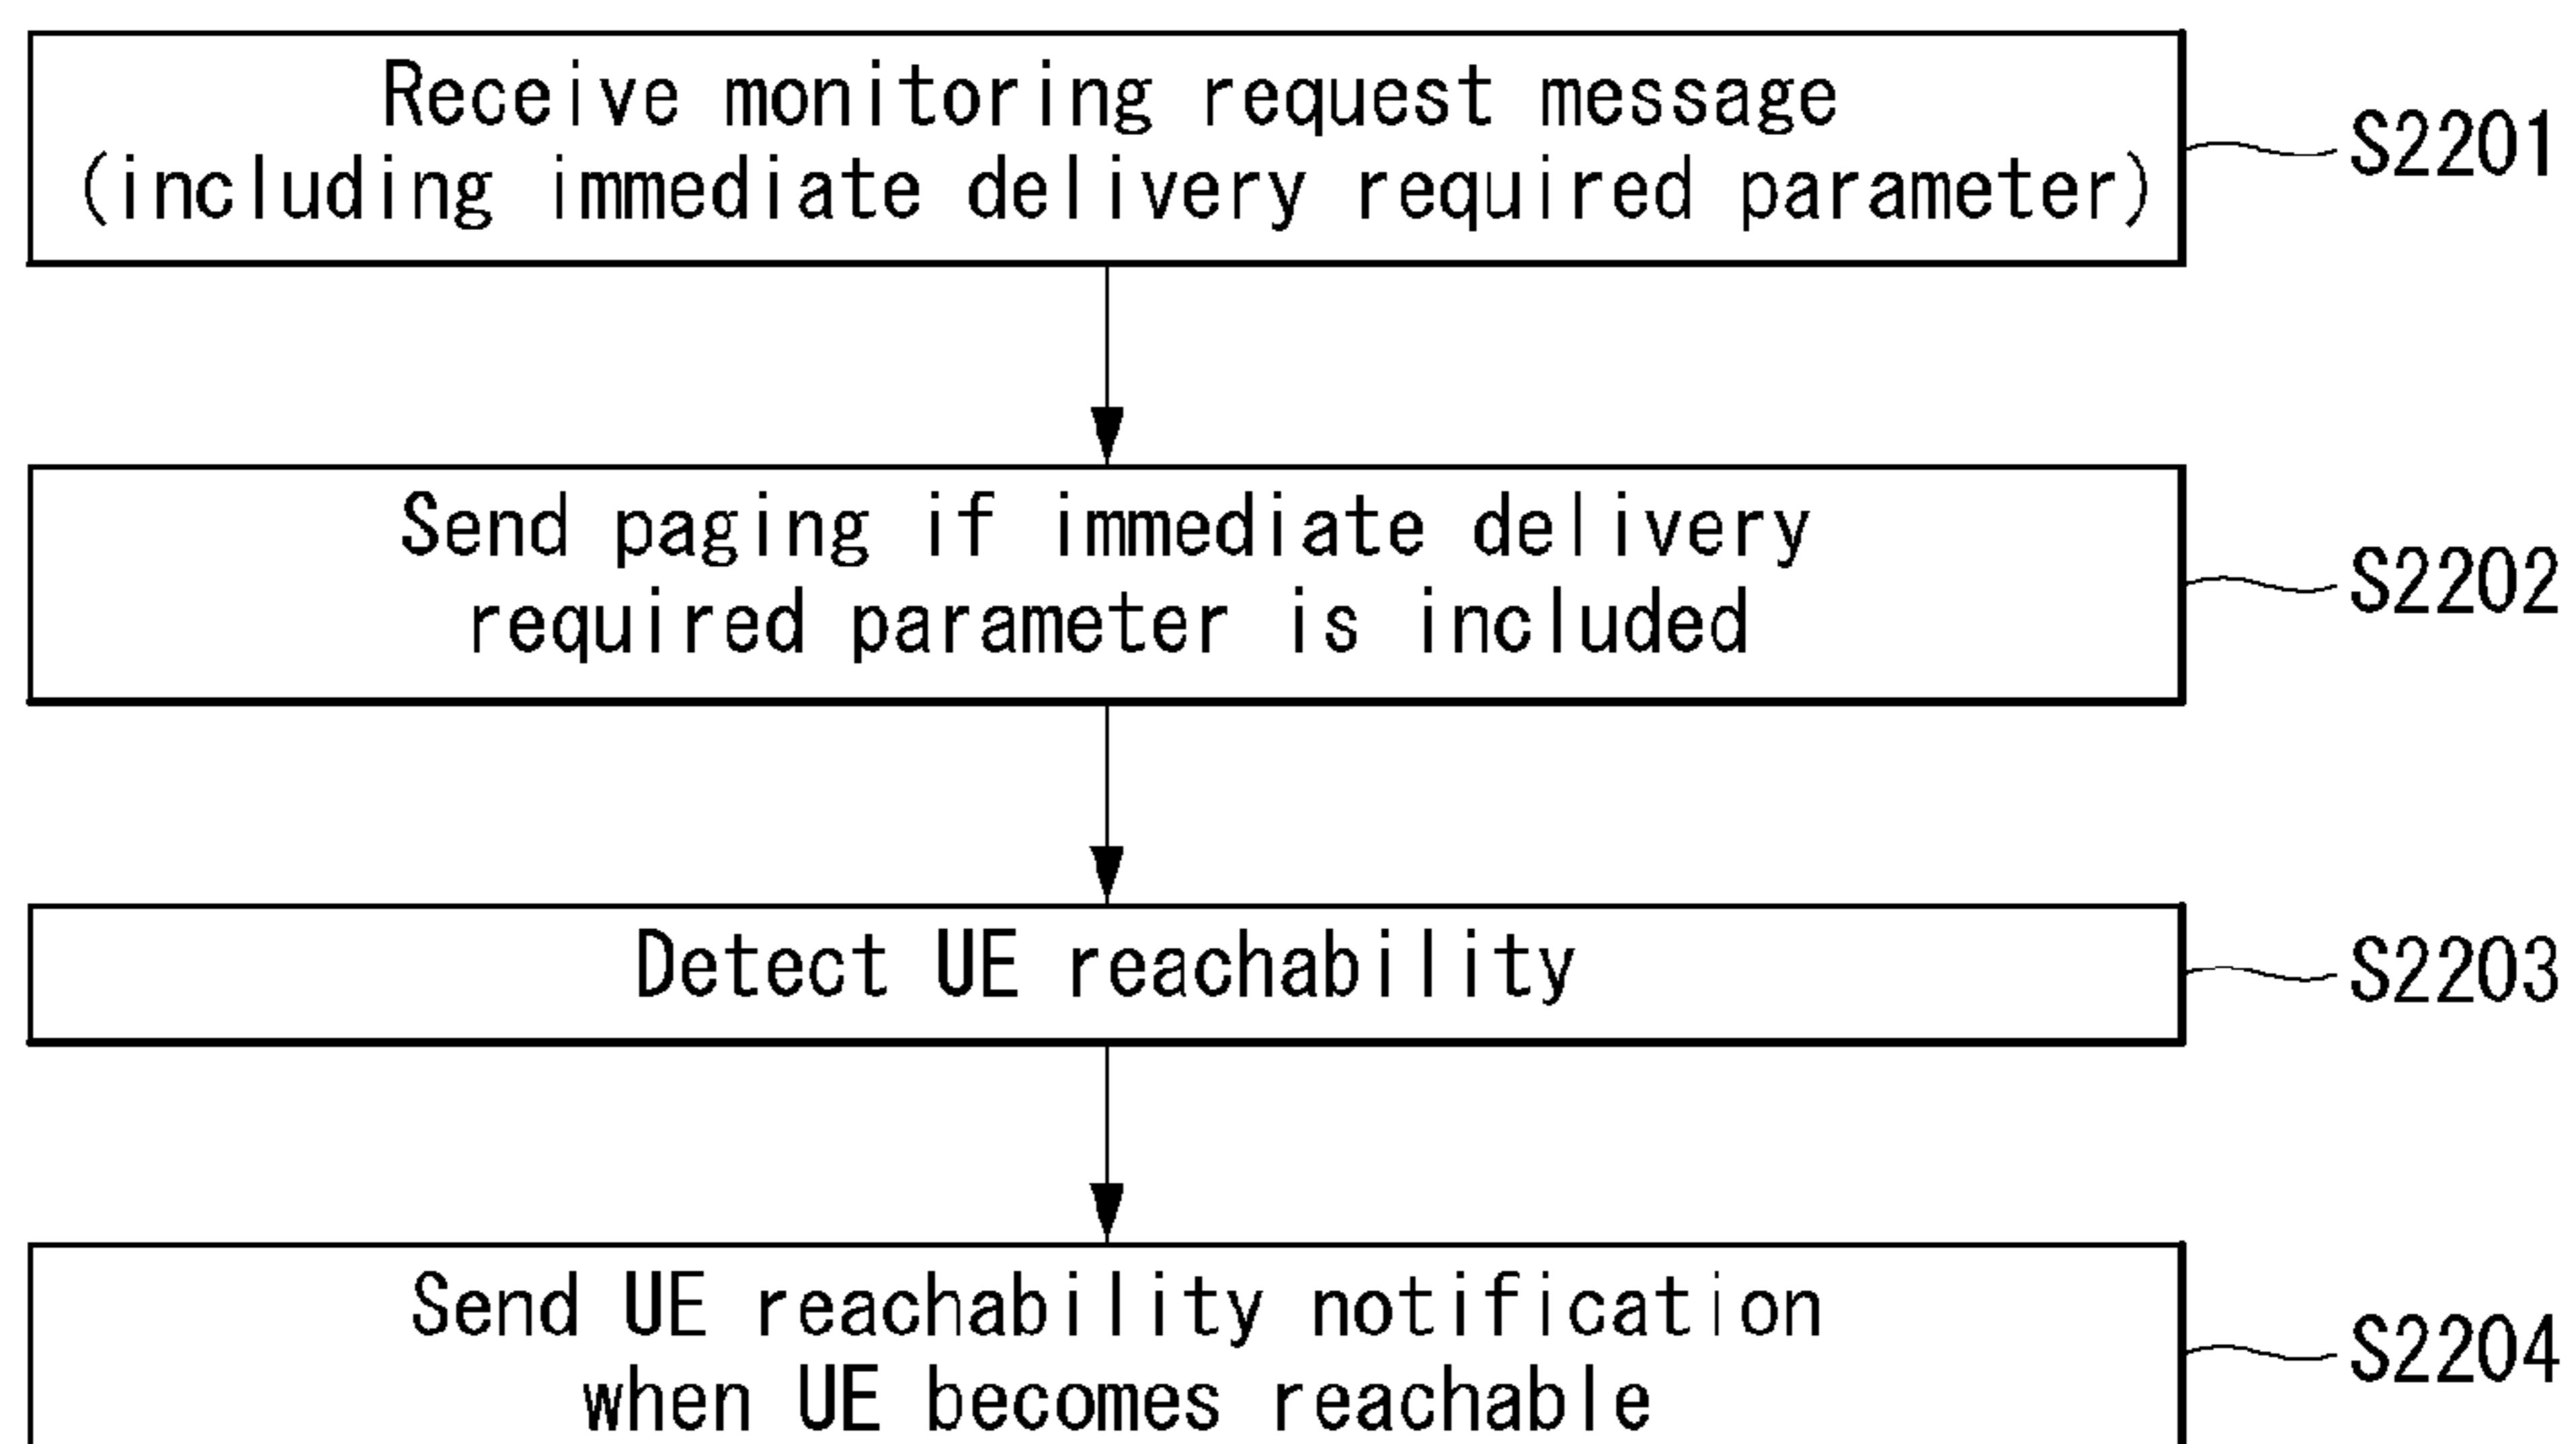 Receive monitoring request message
(including immediate delivery required parameter)
S2201
Send paging if immediate delivery
required parameter is included
S2202
Detect UE reachability
S2203
Send UE reachability notification
when UE becomes reachable
S2204